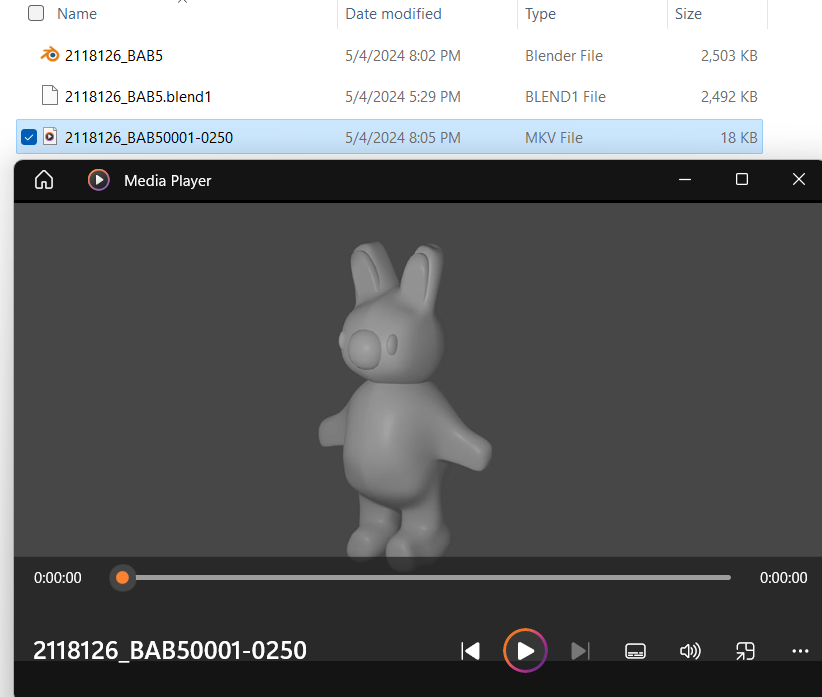 Name Date modified Type Size
2118126_BAB5 5/4/2024 8:02 PM Blender File 2,503 KB
2118126_BAB5.blend1 5/4/2024 5:29 PM BLEND1 File 2,492 KB
2118126_BAB50001-0250 5/4/2024 8:05 PM MKV File 18 KB
Media Player
0:00:00 0:00:00
2118126_BAB50001-0250